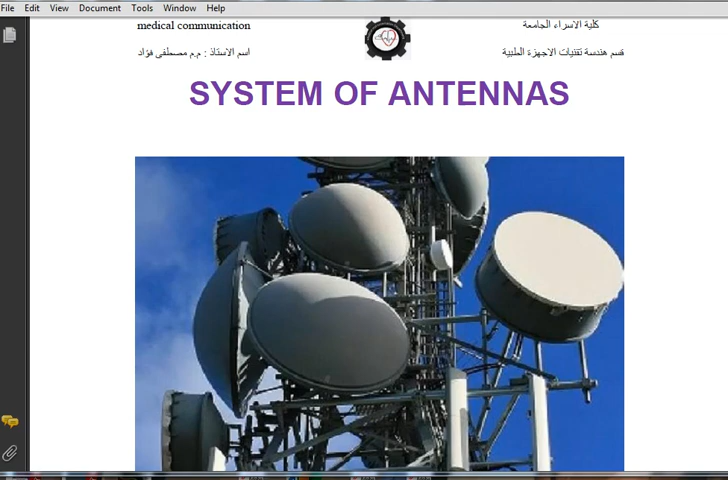 File Edit View Document Tools Window Help
medical communication
كلية الاسراء الجامعة
اسم الاستاذ : م.م مصطفى فؤاد
قسم هندسة تقنيات الاجهزة الطبية
SYSTEM OF ANTENNAS